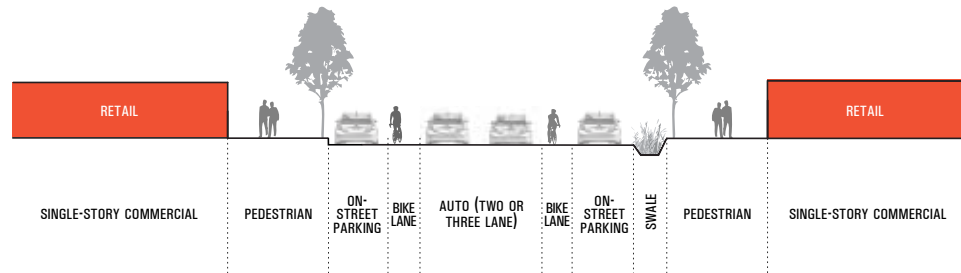 RETAIL
RETAIL
SINGLE-STORY COMMERCIAL
PEDESTRIAN
ON-
STREET
PARKING
BIKE
LANE
AUTO (TWO OR
THREE LANE)
BIKE
LANE
ON-
STREET
PARKING
SWALE
PEDESTRIAN
SINGLE-STORY COMMERCIAL